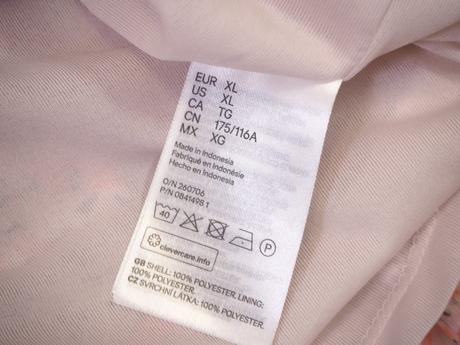 EUR XL
US XL
CA TG
CN 175/116A
MX XG
Made in Indonesia
Fabriqué en Indonésie
Hecho en Indonesia
O/N 260706
P/N 0841498 1
40 P
clevercare.info
GB SHELL: 100% POLYESTER. LINING:
100% POLYESTER.
CZ SVRCHNÍ LÁTKA: 100% POLYESTER.